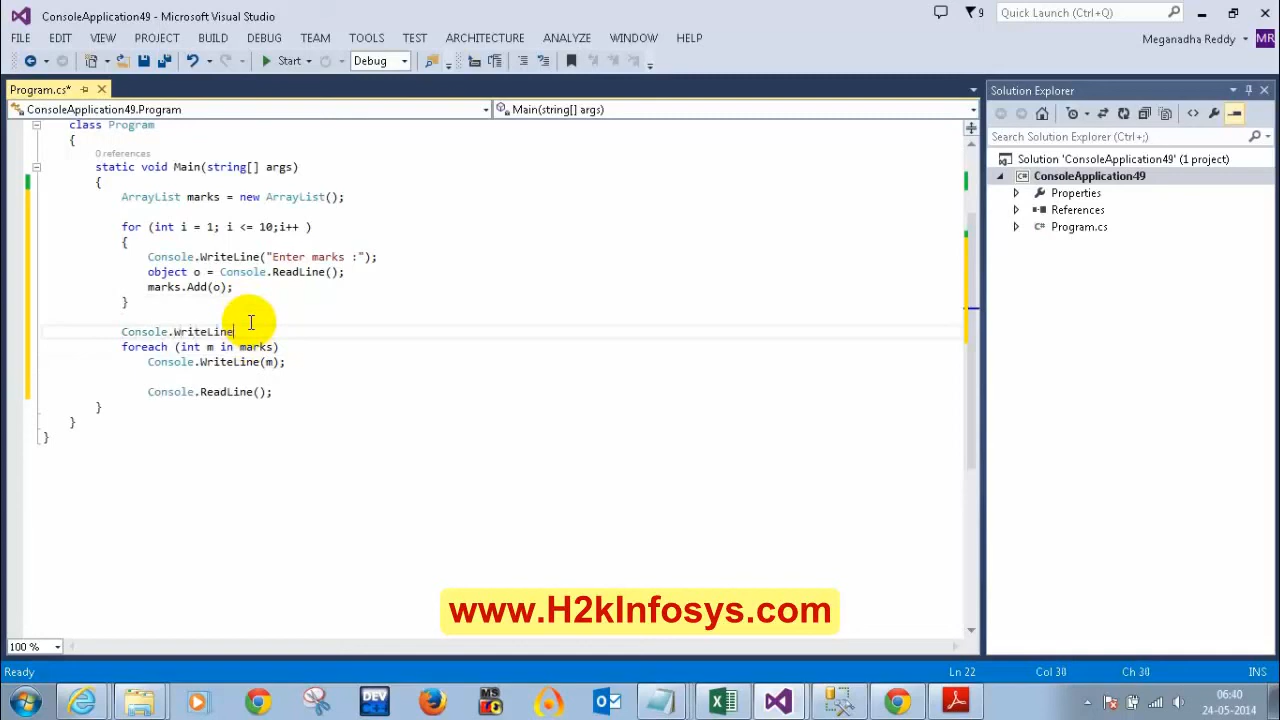 ConsoleApplication49 - Microsoft Visual Studio
9
Quick Launch (Ctrl+Q)
FILE EDIT VIEW PROJECT BUILD DEBUG TEAM TOOLS TEST ARCHITECTURE ANALYZE WINDOW HELP
Meganadha Reddy MR
Start Debug
Program.cs*
ConsoleApplication49.Program
Main(string[] args)
class Program
{
0 references
static void Main(string[] args)
{
ArrayList marks = new ArrayList();
for (int i = 1; i <= 10;i++ )
{
Console.WriteLine("Enter marks :");
object o = Console.ReadLine();
marks.Add(o);
}
Console.WriteLine
foreach (int m in marks)
Console.WriteLine(m);
Console.ReadLine();
}
}
}
Solution Explorer
Search Solution Explorer (Ctrl+;)
Solution 'ConsoleApplication49' (1 project)
C# ConsoleApplication49
Properties
References
C# Program.cs
www.H2kInfosys.com
100 %
Ready
Ln 22 Col 30 Ch 30 INS
DEV
MS
06:40
24-05-2014